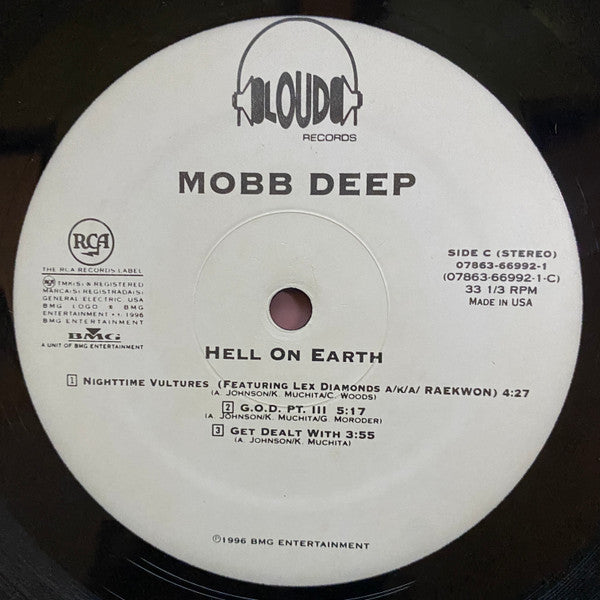 LOUD
RECORDS
MOBB DEEP
RCA
THE RCA RECORDS LABEL
TMK(S) ® REGISTERED
MARCA(S) REGISTRADA(S)
GENERAL ELECTRIC, USA
BMG LOGO ® BMG
ENTERTAINMENT • ℗ 1996
BMG ENTERTAINMENT
BMG
A UNIT OF BMG ENTERTAINMENT
SIDE C (STEREO)
07863-66992-1
(07863-66992-1-C)
33 1/3 RPM
MADE IN USA
HELL ON EARTH
1 NIGHTTIME VULTURES (FEATURING LEX DIAMONDS A/K/A/ RAEKWON) 4:27
(A. JOHNSON/K. MUCHITA/C. WOODS)
2 G.O.D. PT. III 5:17
(A. JOHNSON/K. MUCHITA/G. MORODER)
3 GET DEALT WITH 3:55
(A. JOHNSON/K. MUCHITA)
℗1996 BMG ENTERTAINMENT